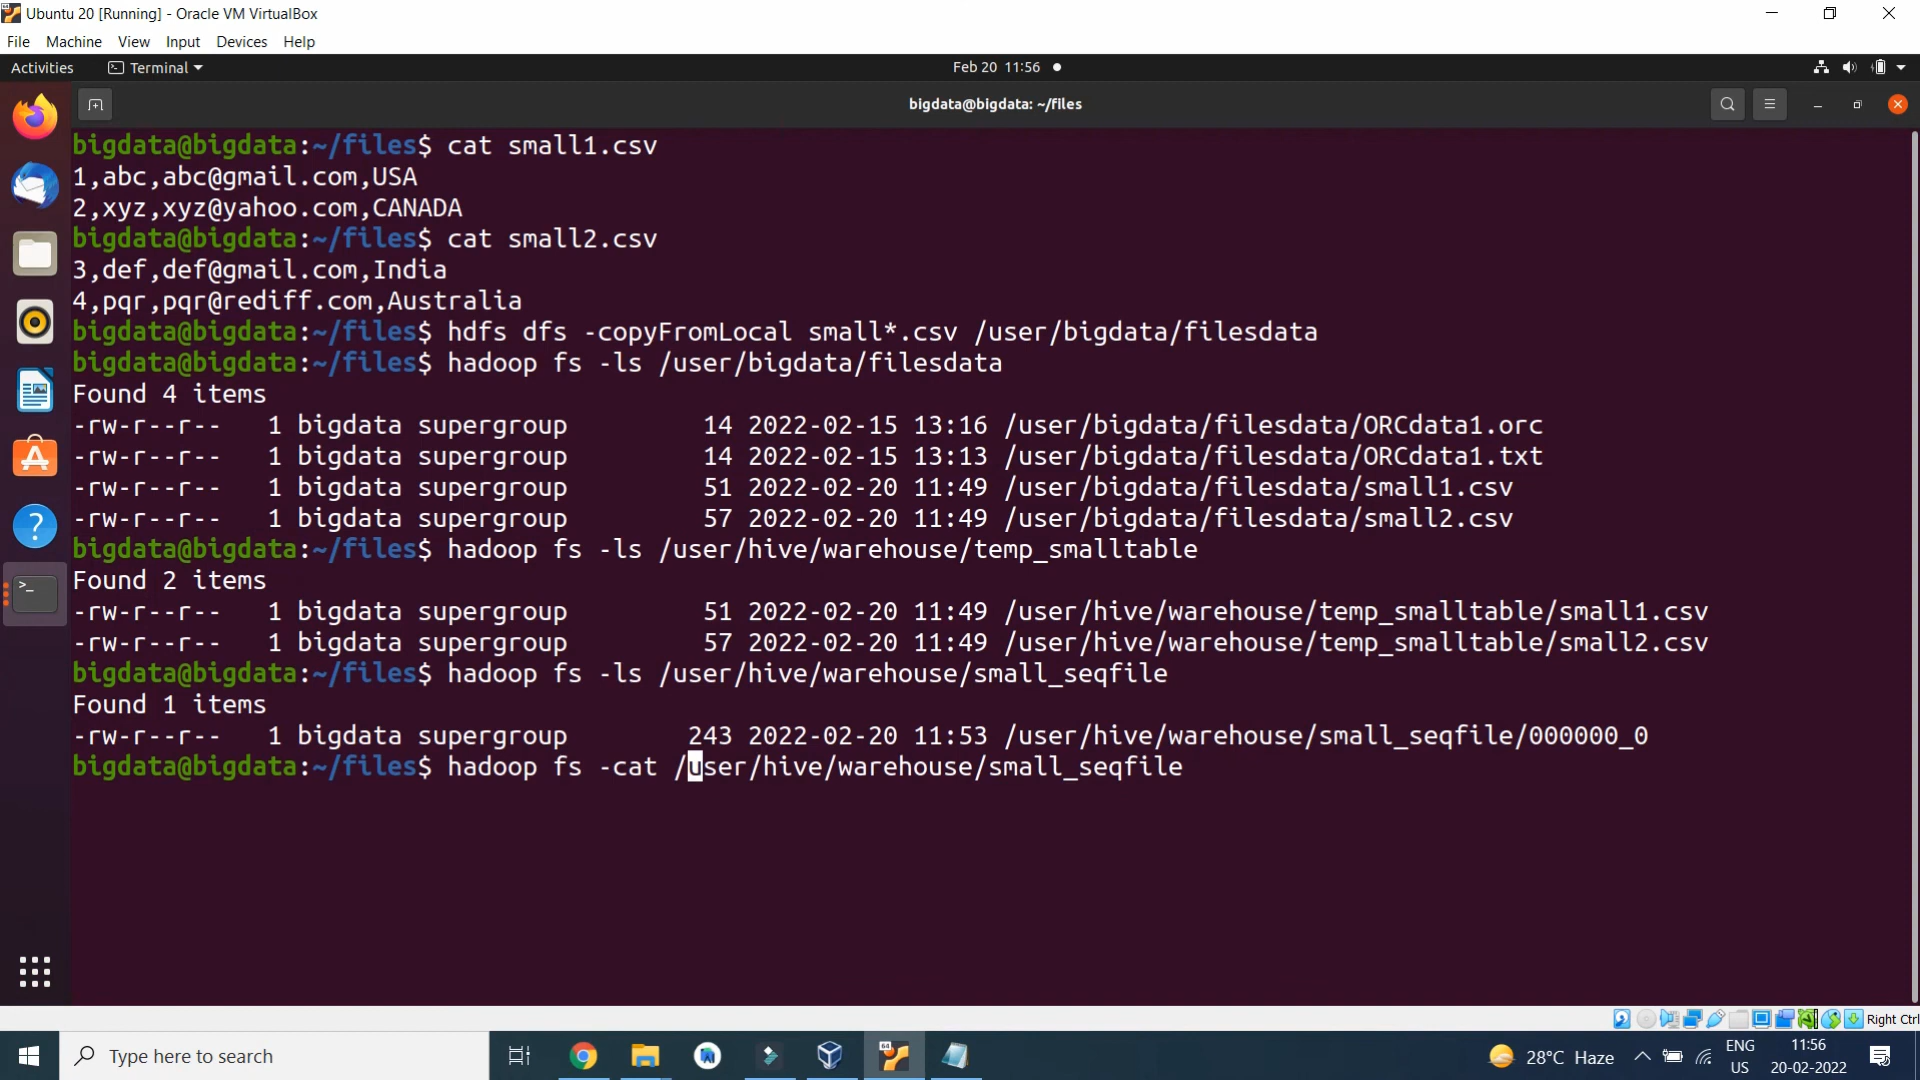 Ubuntu 20 [Running] - Oracle VM VirtualBox
File Machine View Input Devices Help
Activities Terminal Feb 20 11:56
bigdata@bigdata: ~/files
bigdata@bigdata:~/files$ cat small1.csv
1,abc,abc@gmail.com,USA
2,xyz,xyz@yahoo.com,CANADA
bigdata@bigdata:~/files$ cat small2.csv
3,def,def@gmail.com,India
4,pqr,pqr@rediff.com,Australia
bigdata@bigdata:~/files$ hdfs dfs -copyFromLocal small*.csv /user/bigdata/filesdata
bigdata@bigdata:~/files$ hadoop fs -ls /user/bigdata/filesdata
Found 4 items
-rw-r--r--   1 bigdata supergroup         14 2022-02-15 13:16 /user/bigdata/filesdata/ORCdata1.orc
-rw-r--r--   1 bigdata supergroup         14 2022-02-15 13:13 /user/bigdata/filesdata/ORCdata1.txt
-rw-r--r--   1 bigdata supergroup         51 2022-02-20 11:49 /user/bigdata/filesdata/small1.csv
-rw-r--r--   1 bigdata supergroup         57 2022-02-20 11:49 /user/bigdata/filesdata/small2.csv
bigdata@bigdata:~/files$ hadoop fs -ls /user/hive/warehouse/temp_smalltable
Found 2 items
-rw-r--r--   1 bigdata supergroup         51 2022-02-20 11:49 /user/hive/warehouse/temp_smalltable/small1.csv
-rw-r--r--   1 bigdata supergroup         57 2022-02-20 11:49 /user/hive/warehouse/temp_smalltable/small2.csv
bigdata@bigdata:~/files$ hadoop fs -ls /user/hive/warehouse/small_seqfile
Found 1 items
-rw-r--r--   1 bigdata supergroup        243 2022-02-20 11:53 /user/hive/warehouse/small_seqfile/000000_0
bigdata@bigdata:~/files$ hadoop fs -cat /user/hive/warehouse/small_seqfile
Right Ctrl
Type here to search
28°C Haze
ENG
US
11:56
20-02-2022